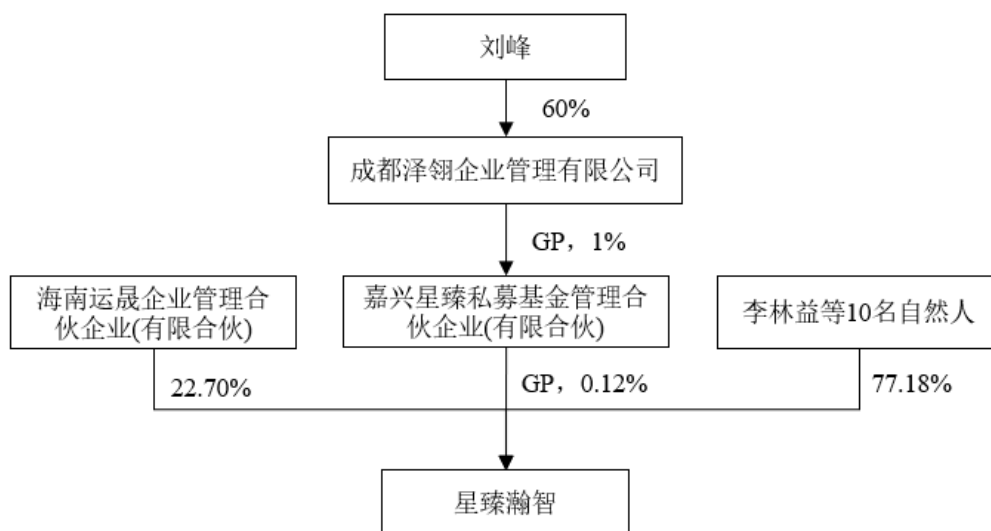 刘峰
60%
成都泽翎企业管理有限公司
GP，1%
海南运晟企业管理合
伙企业(有限合伙)
嘉兴星臻私募基金管理合
伙企业(有限合伙)
李林益等10名自然人
22.70%
GP，0.12%
77.18%
星臻瀚智